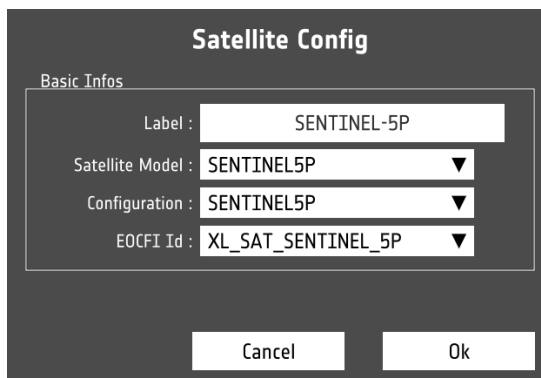 Satellite Config
Basic Infos
Label : SENTINEL-5P
Satellite Model : SENTINEL5P ▼
Configuration : SENTINEL5P ▼
EOCFI Id : XL_SAT_SENTINEL_5P ▼
Cancel Ok